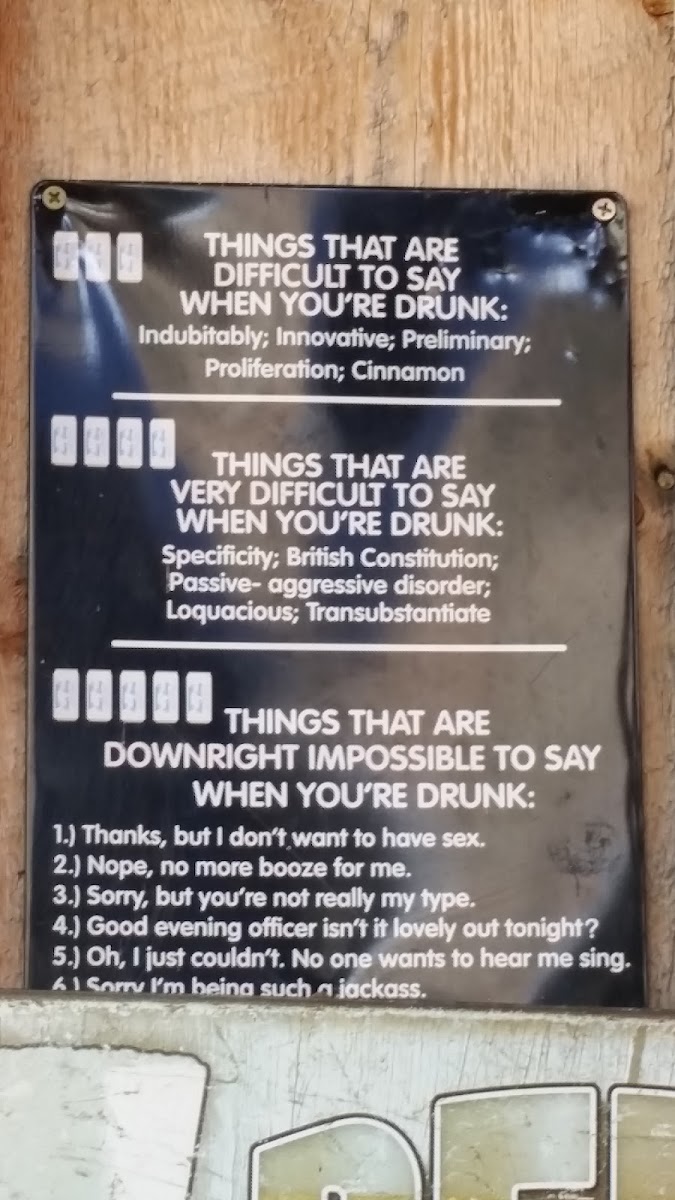 THINGS THAT ARE
DIFFICULT TO SAY
WHEN YOU'RE DRUNK:
Indubitably; Innovative; Preliminary;
Proliferation; Cinnamon
THINGS THAT ARE
VERY DIFFICULT TO SAY
WHEN YOU'RE DRUNK:
Specificity; British Constitution;
Passive- aggressive disorder;
Loquacious; Transubstantiate
THINGS THAT ARE
DOWNRIGHT IMPOSSIBLE TO SAY
WHEN YOU'RE DRUNK:
1.) Thanks, but I don't want to have sex.
2.) Nope, no more booze for me.
3.) Sorry, but you're not really my type.
4.) Good evening officer isn't it lovely out tonight?
5.) Oh, I just couldn't. No one wants to hear me sing.
6.) Sorry I'm being such a jackass.